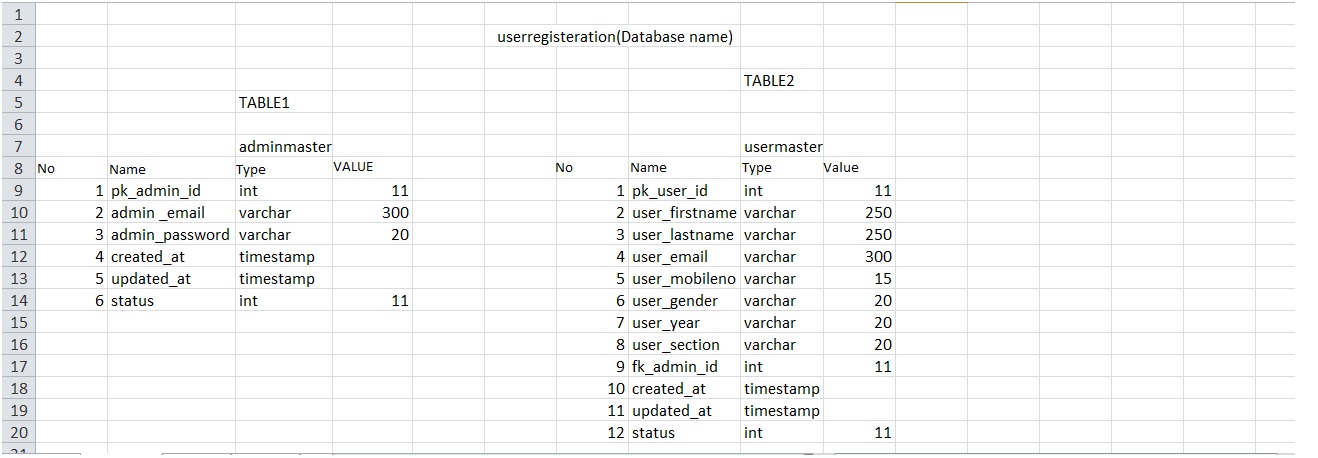 1
2 userregisteration(Database name)
3
4 TABLE2
5 TABLE1
6
7 adminmaster usermaster
8 No Name Type VALUE No Name Type Value
9 1 pk_admin_id int 11 1 pk_user_id int 11
10 2 admin _email varchar 300 2 user_firstname varchar 250
11 3 admin_password varchar 20 3 user_lastname varchar 250
12 4 created_at timestamp 4 user_email varchar 300
13 5 updated_at timestamp 5 user_mobileno varchar 15
14 6 status int 11 6 user_gender varchar 20
15 7 user_year varchar 20
16 8 user_section varchar 20
17 9 fk_admin_id int 11
18 10 created_at timestamp
19 11 updated_at timestamp
20 12 status int 11